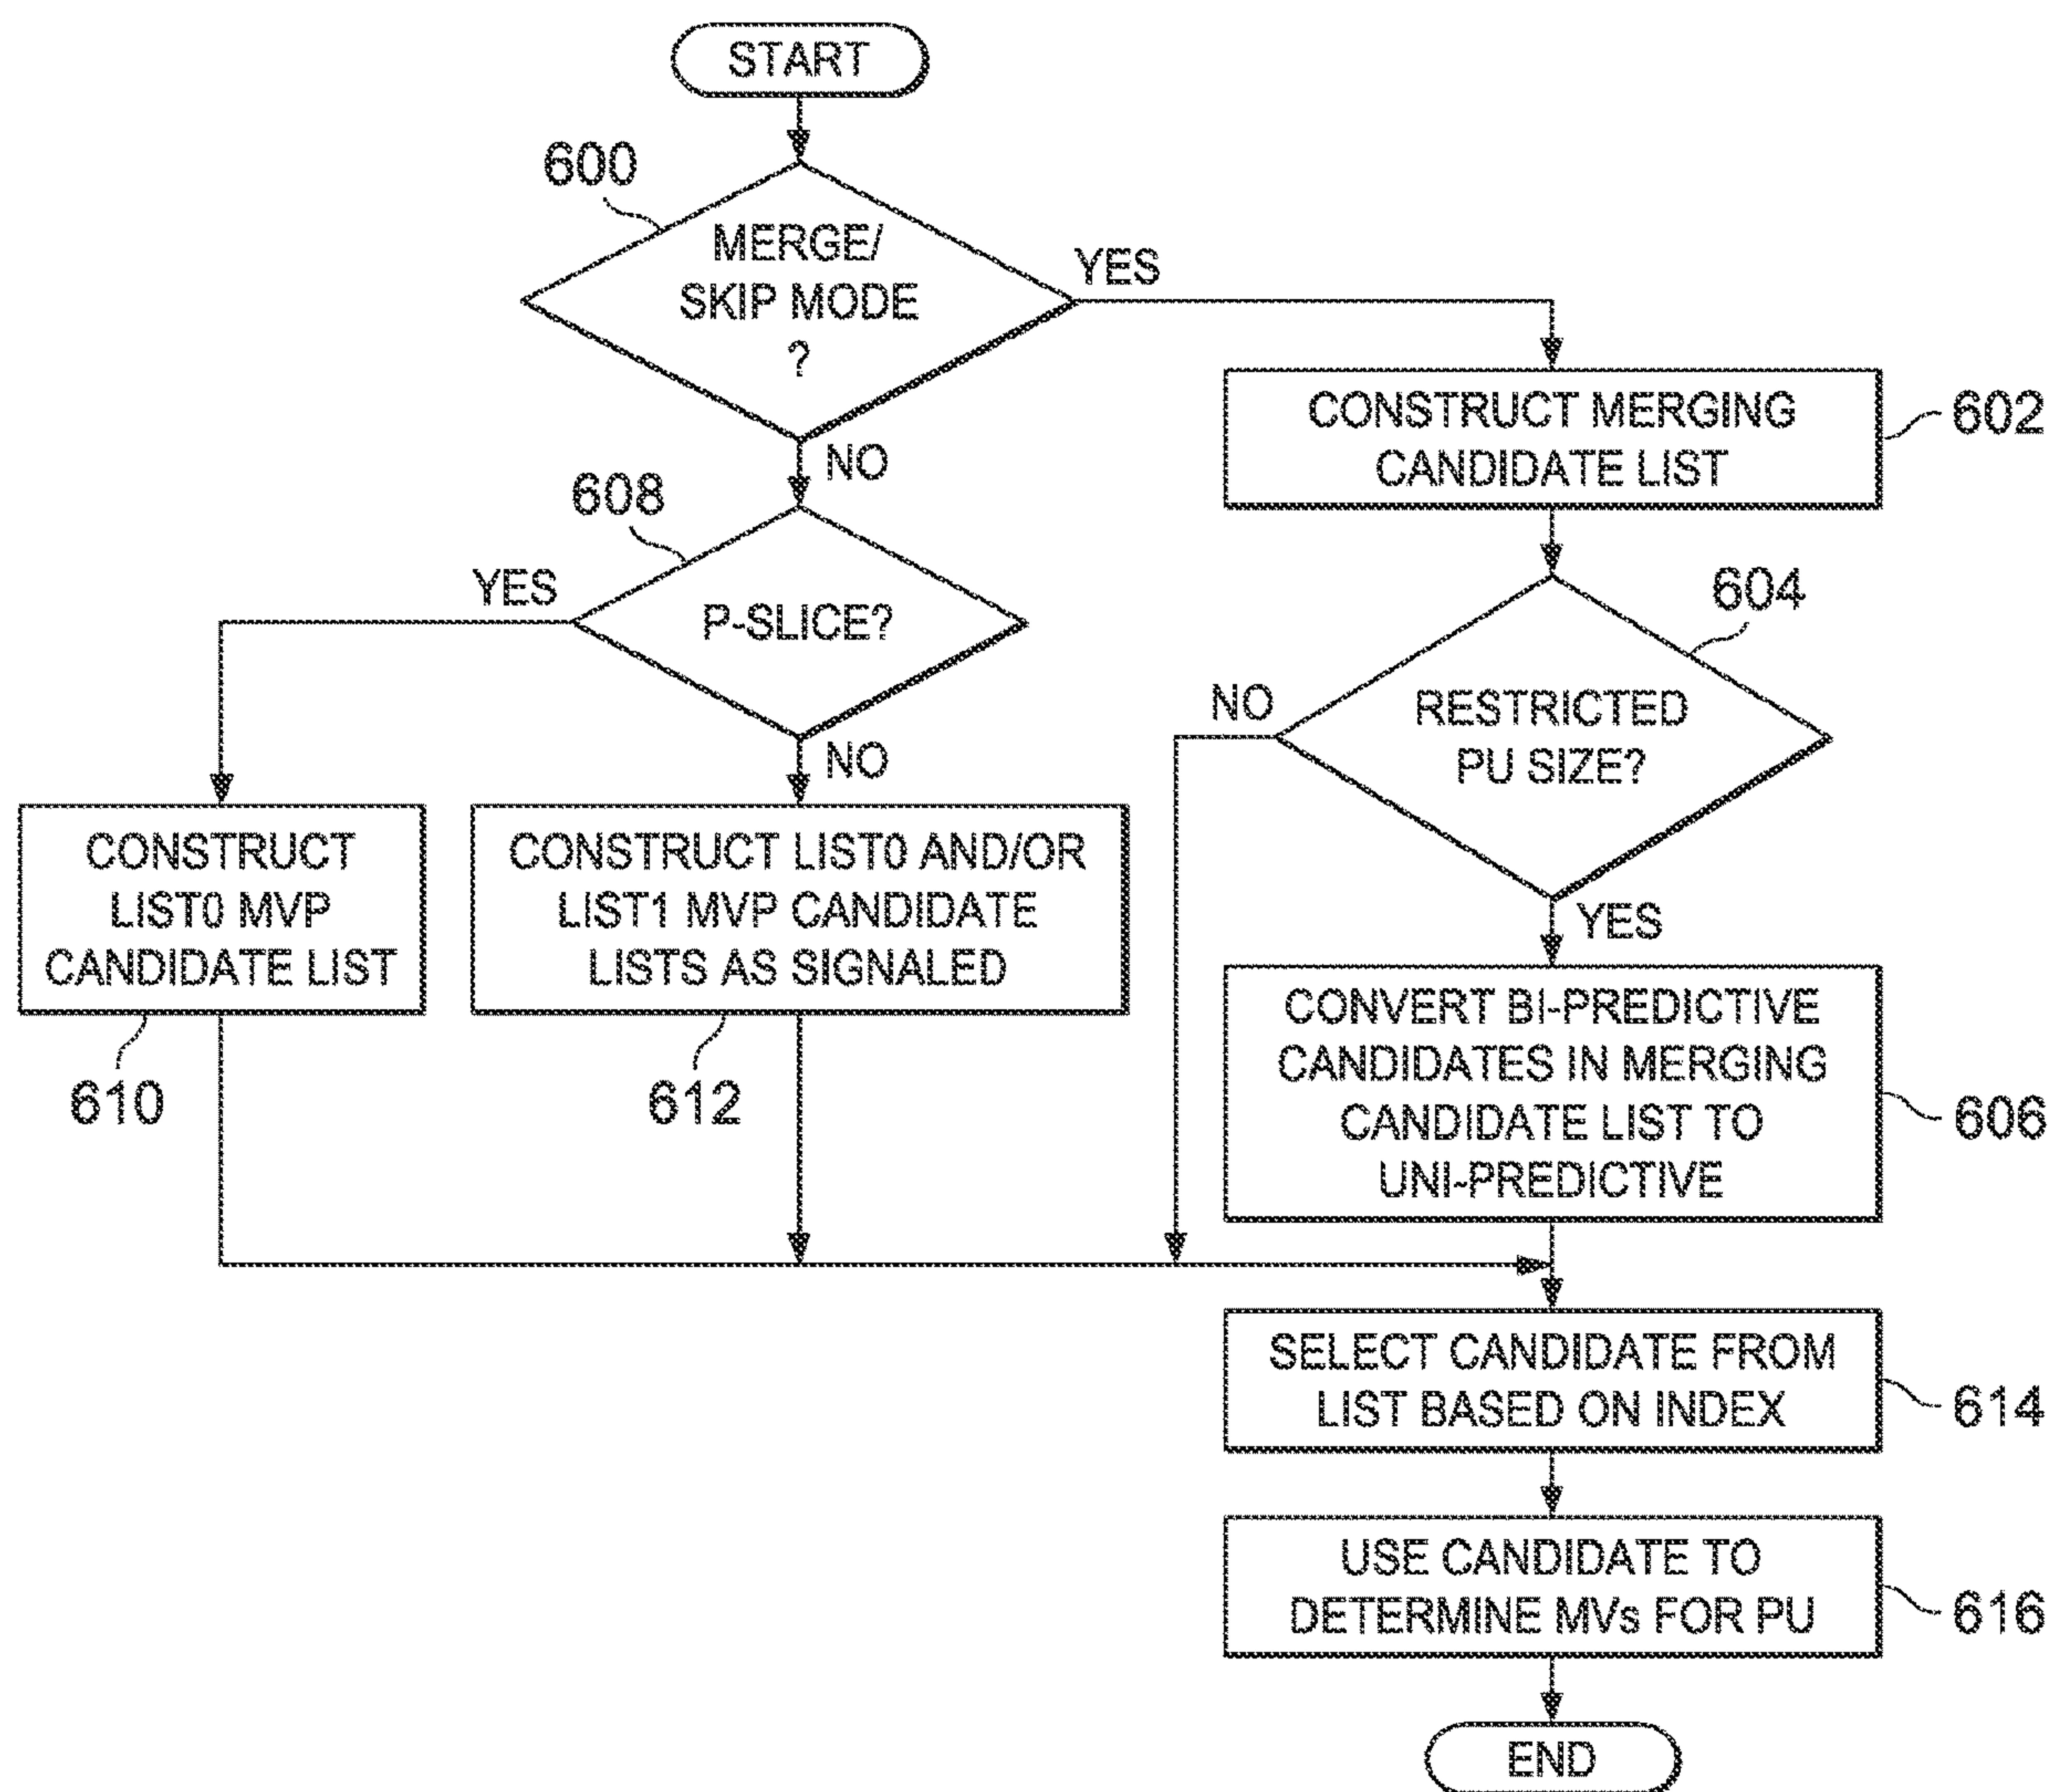 START
600
MERGE/
SKIP MODE
?
YES
NO
CONSTRUCT MERGING
CANDIDATE LIST
602
608
P-SLICE?
YES
NO
604
RESTRICTED
PU SIZE?
NO
YES
CONSTRUCT
LIST0 MVP
CANDIDATE LIST
610
CONSTRUCT LIST0 AND/OR
LIST1 MVP CANDIDATE
LISTS AS SIGNALED
612
CONVERT BI-PREDICTIVE
CANDIDATES IN MERGING
CANDIDATE LIST TO
UNI-PREDICTIVE
606
SELECT CANDIDATE FROM
LIST BASED ON INDEX
614
USE CANDIDATE TO
DETERMINE MVs FOR PU
616
END